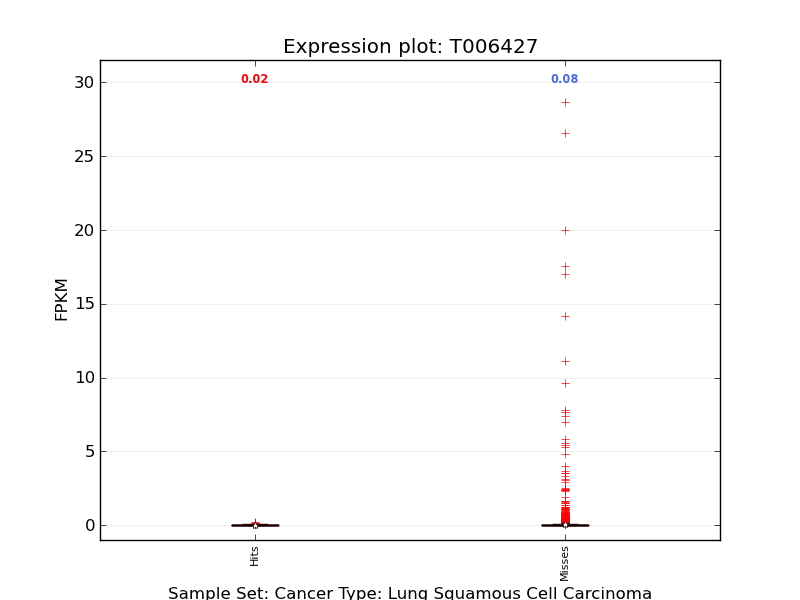 Expression plot: T006427
0.02
0.08
30
25
20
15
10
5
0
FPKM
Hits
Misses
Sample Set: Cancer Type: Lung Squamous Cell Carcinoma